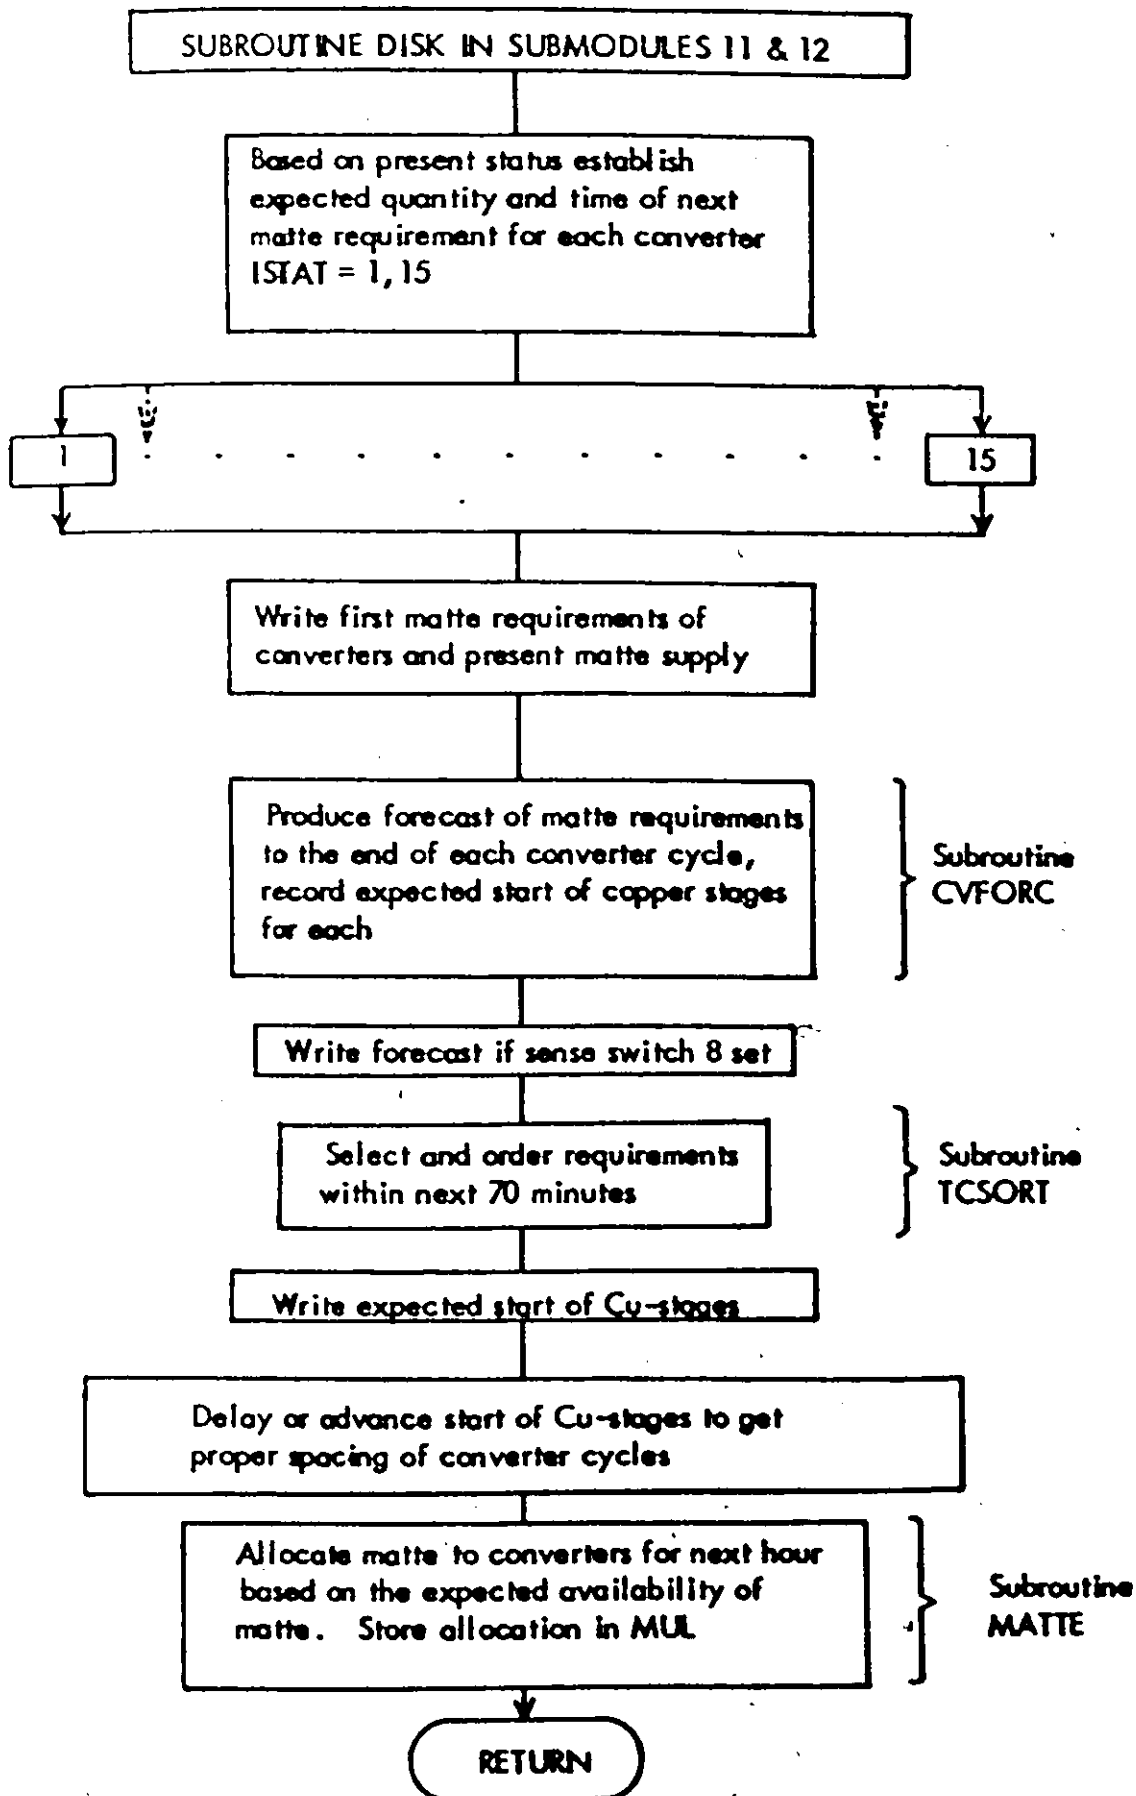 SUBROUTINE DISK IN SUBMODULES 11 & 12
Based on present status establish
expected quantity and time of next
matte requirement for each converter
ISTAT = 1, 15
1
15
Write first matte requirements of
converters and present matte supply
Produce forecast of matte requirements
to the end of each converter cycle,
record expected start of copper stages
for each
Subroutine
CVFORC
Write forecast if sense switch 8 set
Select and order requirements
within next 70 minutes
Subroutine
TCSORT
Write expected start of Cu-stages
Delay or advance start of Cu-stages to get
proper spacing of converter cycles
Allocate matte to converters for next hour
based on the expected availability of
matte. Store allocation in MUL
Subroutine
MATTE
RETURN